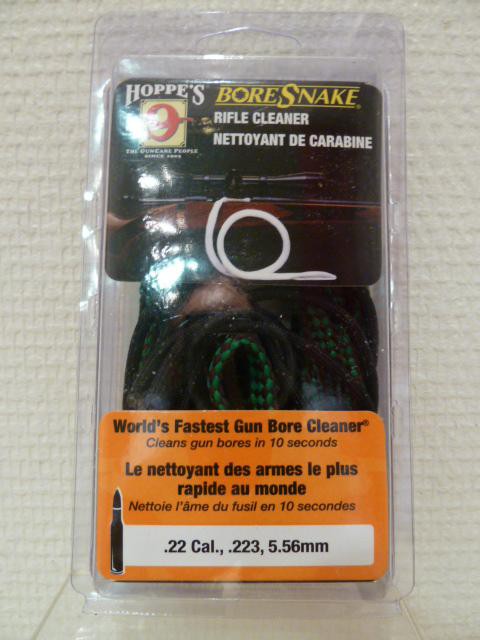 HOPPE'S
9
THE GUNCARE PEOPLE
SINCE 1903
BORESNAKE®
RIFLE CLEANER
NETTOYANT DE CARABINE
World's Fastest Gun Bore Cleaner®
Cleans gun bores in 10 seconds
Le nettoyant des armes le plus
rapide au monde
Nettoie l'âme du fusil en 10 secondes
.22 Cal., .223, 5.56mm